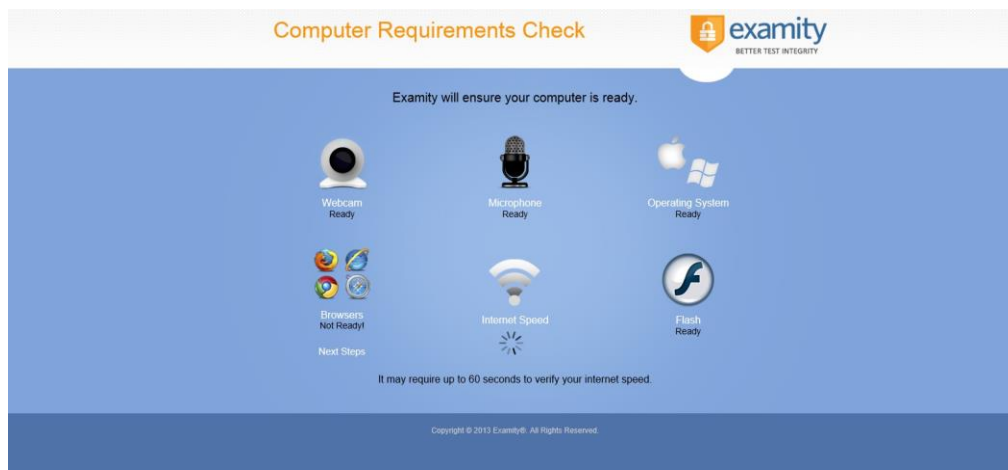 Computer Requirements Check
examity
BETTER TEST INTEGRITY
Examity will ensure your computer is ready.
Webcam
Ready
Microphone
Ready
Operating System
Ready
Browsers
Not Ready!
Next Steps
Internet Speed
Flash
Ready
It may require up to 60 seconds to verify your internet speed.
Copyright © 2013 Examity®. All Rights Reserved.